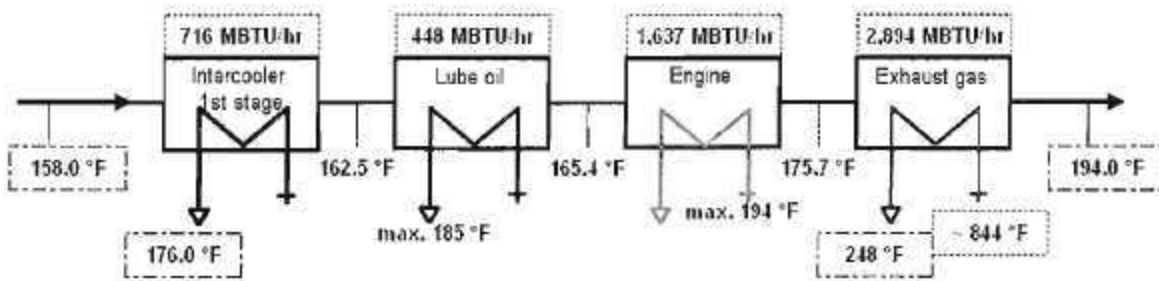 716 MBTU/hr
448 MBTU/hr
1,637 MBTU/hr
2,894 MBTU/hr
Intercooler
1st stage
Lube oil
Engine
Exhaust gas
158.0 °F
162.5 °F
165.4 °F
175.7 °F
194.0 °F
176.0 °F
max. 185 °F
max. 194 °F
248 °F
~ 844 °F